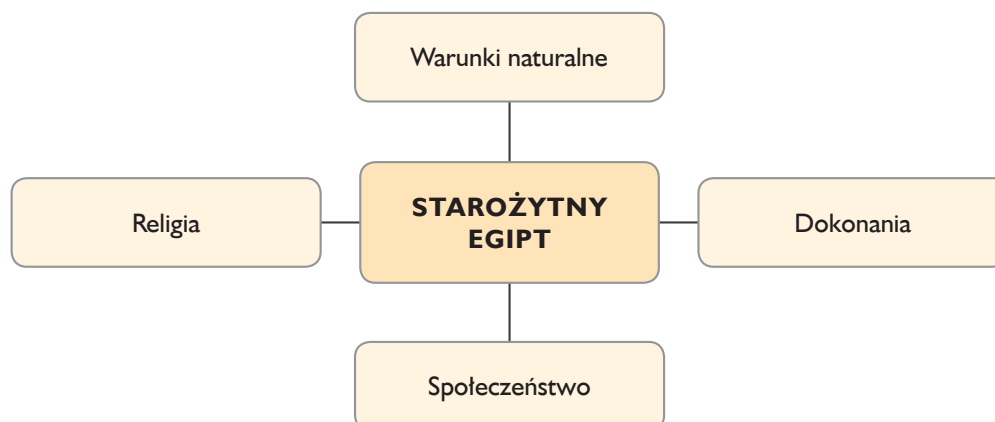 Warunki naturalne
Religia
STAROŻYTNY
EGIPT
Dokonania
Społeczeństwo